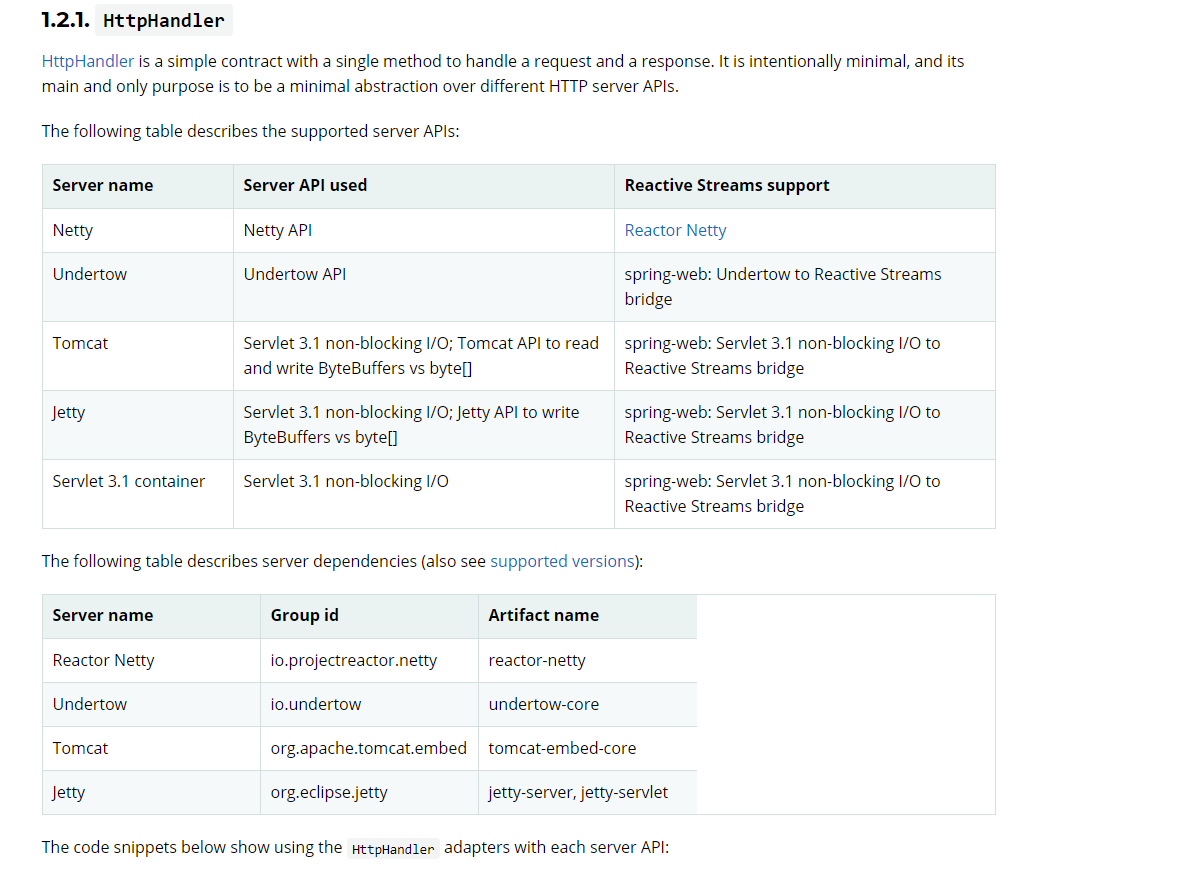 1.2.1. HttpHandler
HttpHandler is a simple contract with a single method to handle a request and a response. It is intentionally minimal, and its
main and only purpose is to be a minimal abstraction over different HTTP server APIs.
The following table describes the supported server APIs:
Server name Server API used Reactive Streams support
Netty Netty API Reactor Netty
Undertow Undertow API spring-web: Undertow to Reactive Streams
bridge
Tomcat Servlet 3.1 non-blocking I/O; Tomcat API to read spring-web: Servlet 3.1 non-blocking I/O to
and write ByteBuffers vs byte[] Reactive Streams bridge
Jetty Servlet 3.1 non-blocking I/O; Jetty API to write spring-web: Servlet 3.1 non-blocking I/O to
ByteBuffers vs byte[] Reactive Streams bridge
Servlet 3.1 container Servlet 3.1 non-blocking I/O spring-web: Servlet 3.1 non-blocking I/O to
Reactive Streams bridge
The following table describes server dependencies (also see supported versions):
Server name Group id Artifact name
Reactor Netty io.projectreactor.netty reactor-netty
Undertow io.undertow undertow-core
Tomcat org.apache.tomcat.embed tomcat-embed-core
Jetty org.eclipse.jetty jetty-server, jetty-servlet
The code snippets below show using the HttpHandler adapters with each server API: